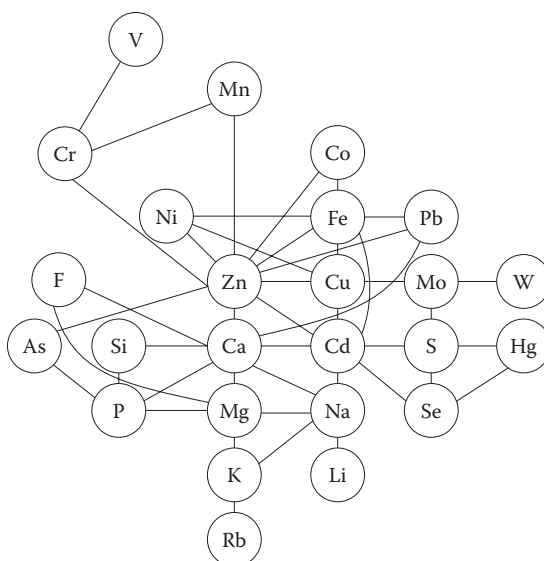 V
Mn
Cr
Co
Ni Fe Pb
F Zn Cu Mo W
As Si Ca Cd S Hg
P Mg Na Se
K Li
Rb